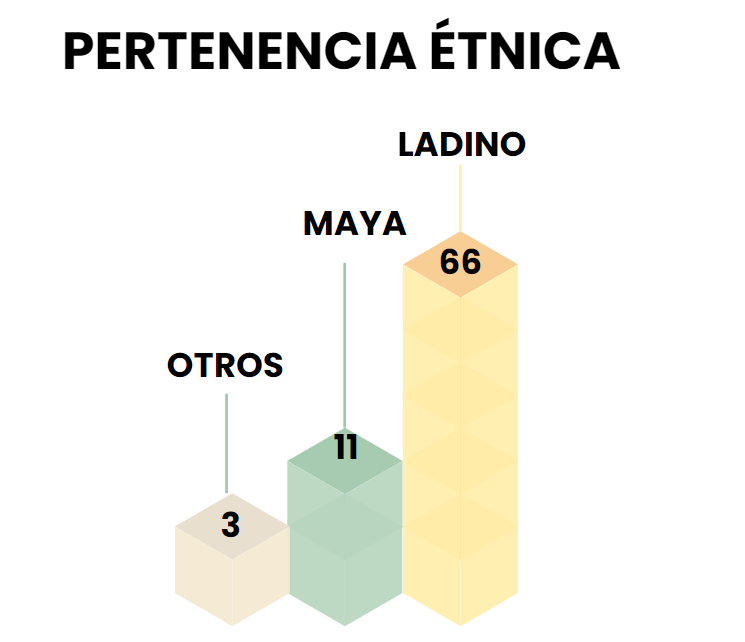 PERTENENCIA ÉTNICA
LADINO
MAYA
66
OTROS
11
3